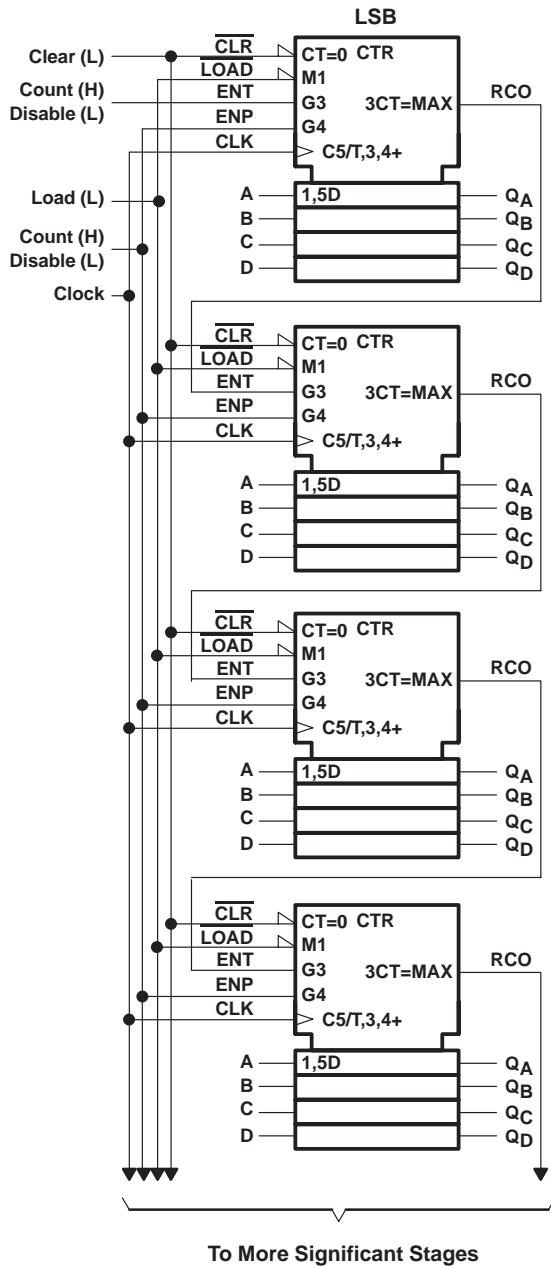 LSB
Clear (L)
CLR
CT=0 CTR
LOAD
M1
Count (H)
Disable (L)
ENT
G3
3CT=MAX
RCO
ENP
G4
CLK
C5/T,3,4+
Load (L)
A
1,5D
QA
Count (H)
Disable (L)
B
QB
C
QC
D
QD
Clock
CLR
CT=0 CTR
LOAD
M1
ENT
G3
3CT=MAX
RCO
ENP
G4
CLK
C5/T,3,4+
A
1,5D
QA
B
QB
C
QC
D
QD
CLR
CT=0 CTR
LOAD
M1
ENT
G3
3CT=MAX
RCO
ENP
G4
CLK
C5/T,3,4+
A
1,5D
QA
B
QB
C
QC
D
QD
CLR
CT=0 CTR
LOAD
M1
ENT
G3
3CT=MAX
RCO
ENP
G4
CLK
C5/T,3,4+
A
1,5D
QA
B
QB
C
QC
D
QD
To More Significant Stages